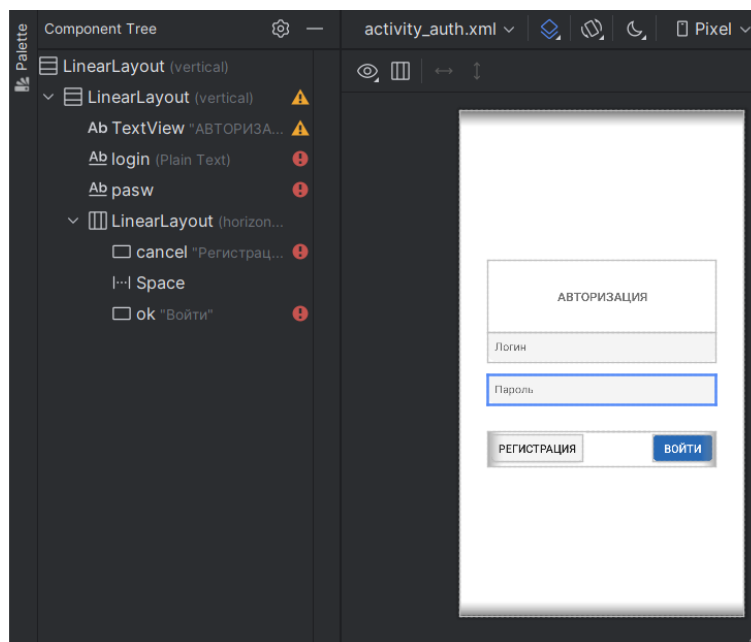 Palette
Component Tree
LinearLayout (vertical)
LinearLayout (vertical)
Ab TextView "АВТОРИЗА...
Ab login (Plain Text)
Ab pasw
LinearLayout (horizon...
cancel "Регистрац...
Space
ok "Войти"
activity_auth.xml
Pixel
АВТОРИЗАЦИЯ
Логин
Пароль
РЕГИСТРАЦИЯ
ВОЙТИ